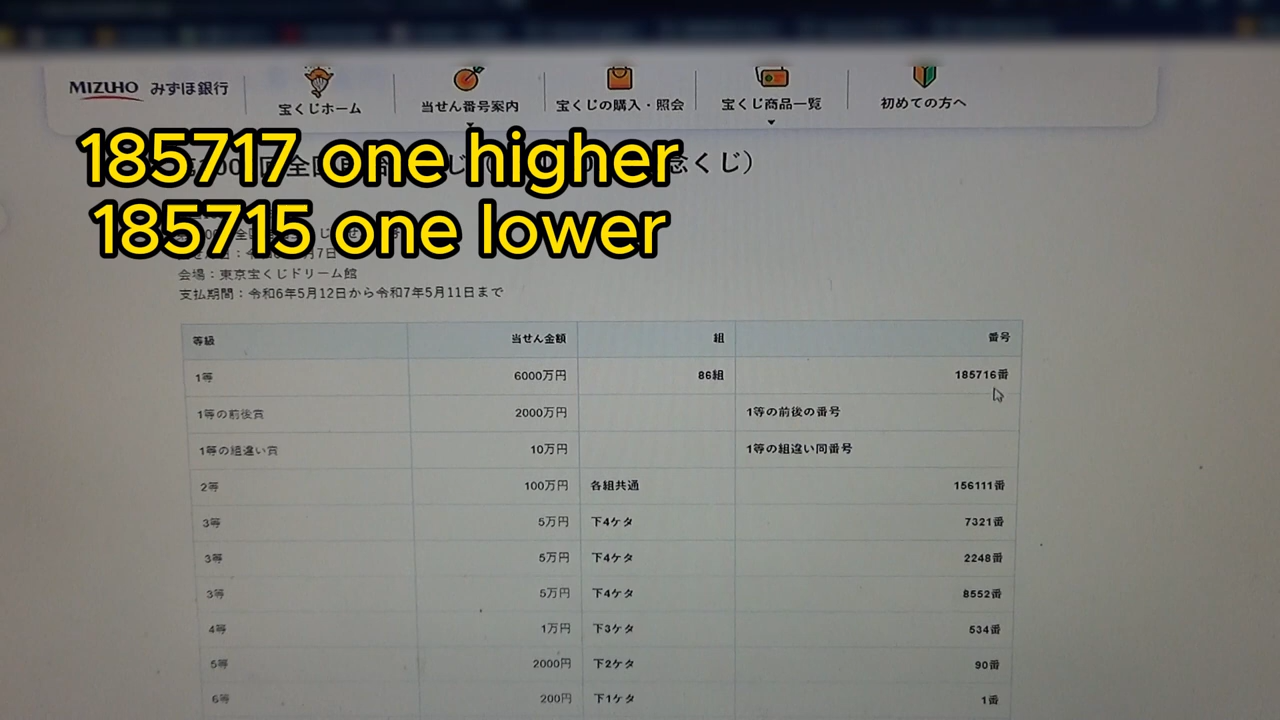 MIZUHO みずほ銀行
宝くじホーム
当せん番号案内
宝くじの購入・照会
宝くじ商品一覧
初めての方へ
185717 one higher
念くじ）
185715 one lower
会場：東京宝くじドリーム館
支払期間：令和6年5月12日から令和7年5月11日まで
等級 当せん金額 組 番号
1等 6000万円 86組 185716番
1等の前後賞 2000万円 1等の前後の番号
1等の組違い賞 10万円 1等の組違い同番号
2等 100万円 各組共通 156111番
3等 5万円 下4ケタ 7321番
3等 5万円 下4ケタ 2248番
3等 5万円 下4ケタ 8552番
4等 1万円 下3ケタ 534番
5等 2000円 下2ケタ 90番
6等 200円 下1ケタ 1番